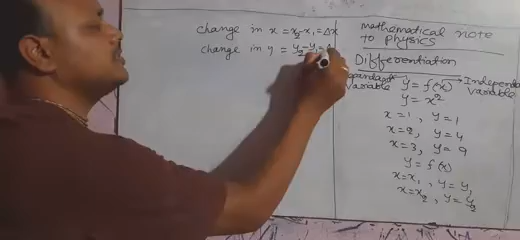 change in x = x₂-x₁ = Δx
change in y = y₂-y₁ =
mathematical note
to physics
Differentiation
y = f(x) → Independent
variable variable
y = x²
x = 1, y = 1
x = 2, y = 4
x = 3, y = 9
y = f(x)
x = x₁, y = y₁
x = x₂, y = y₂